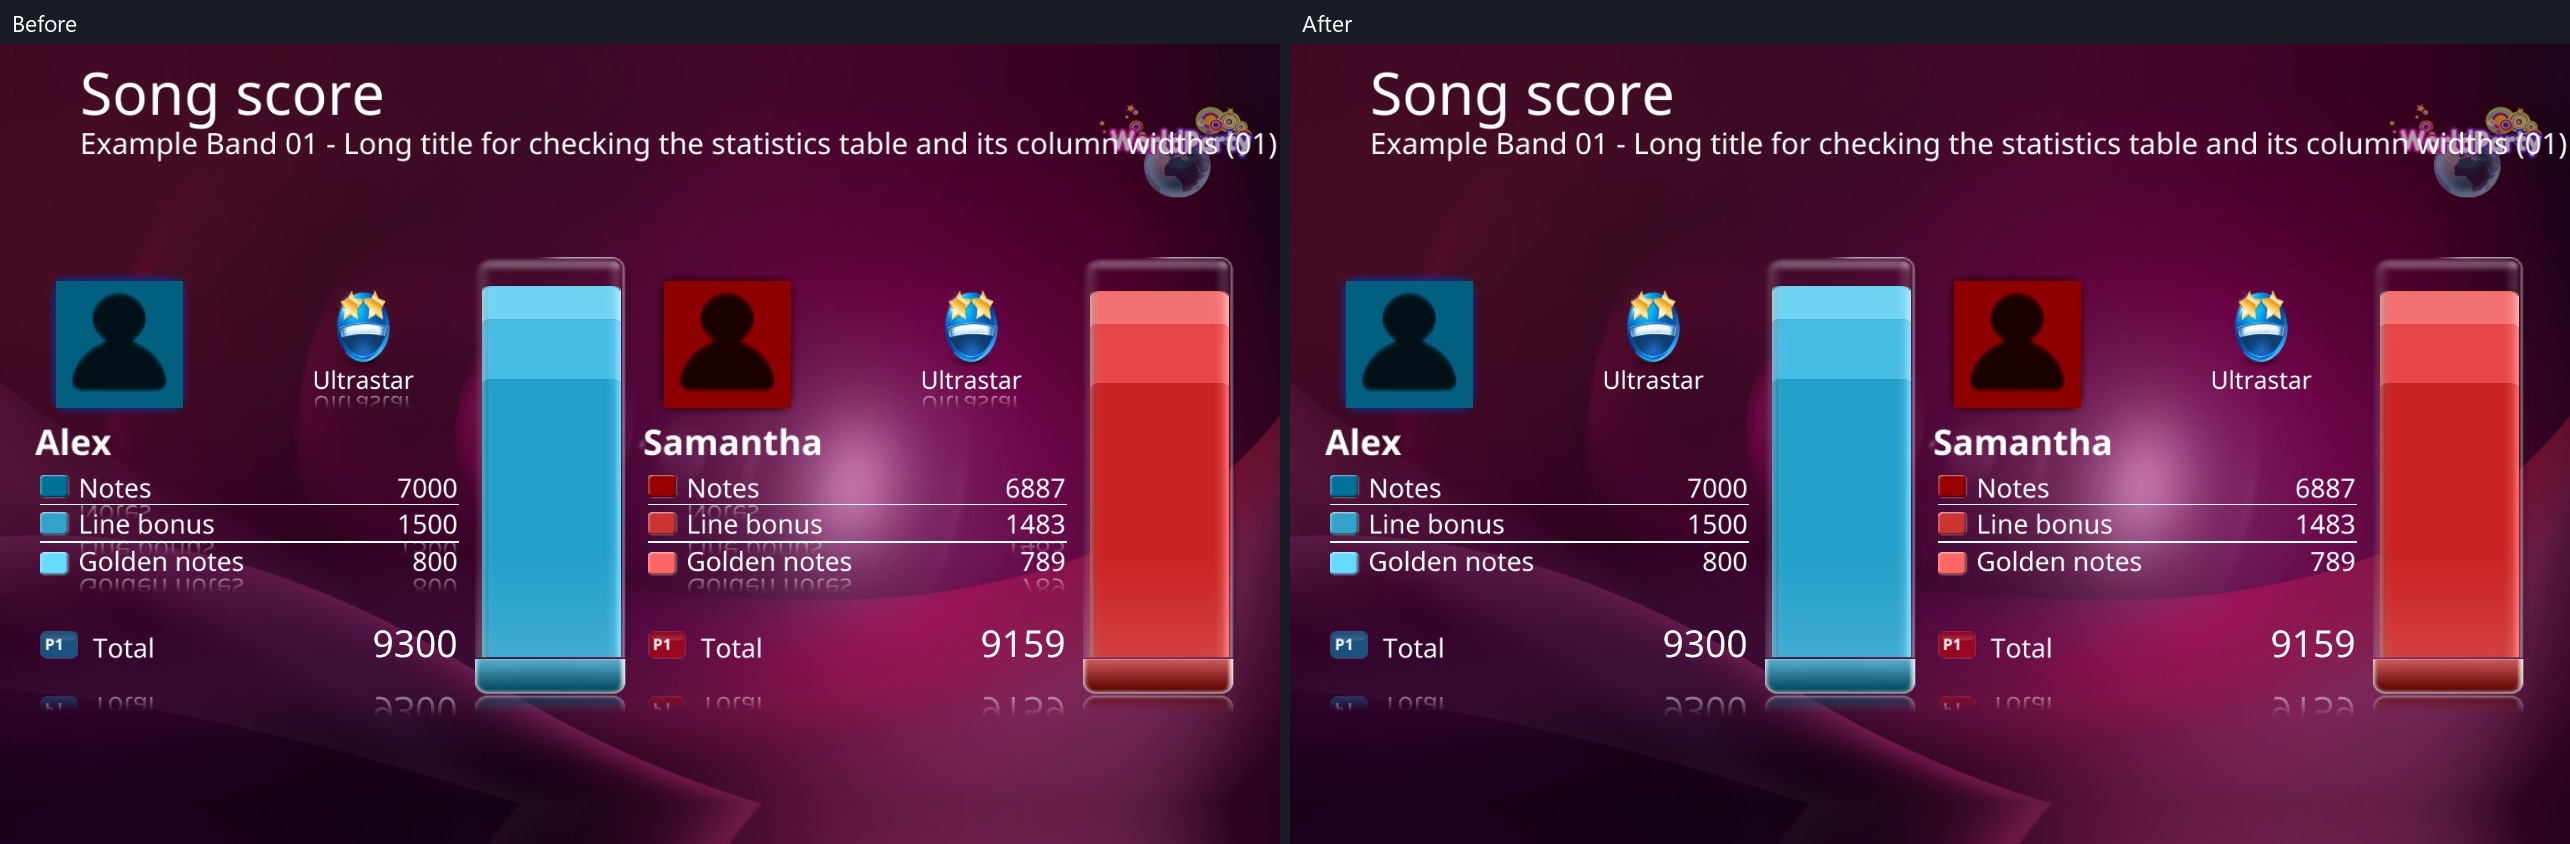 Before
Song score
Example Band 01 - Long title for checking the statistics table and its column widths (01)
WorldParty
Ultrastar
Alex
Notes 7000
Line bonus 1500
Golden notes 800
P1 Total 9300
Ultrastar
Samantha
Notes 6887
Line bonus 1483
Golden notes 789
P1 Total 9159
After
Song score
Example Band 01 - Long title for checking the statistics table and its column widths (01)
WorldParty
Ultrastar
Alex
Notes 7000
Line bonus 1500
Golden notes 800
P1 Total 9300
Ultrastar
Samantha
Notes 6887
Line bonus 1483
Golden notes 789
P1 Total 9159